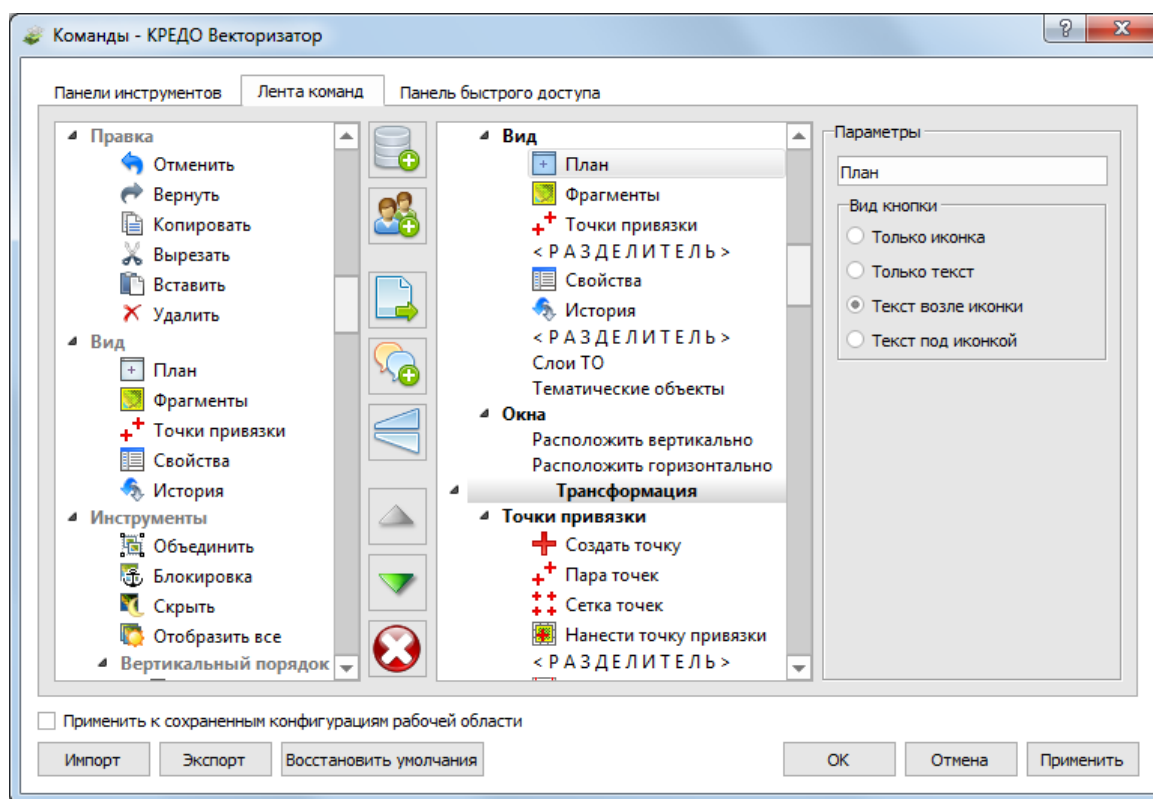 Команды - КРЕДО Векторизатор
Панели инструментов
Лента команд
Панель быстрого доступа
Правка
Отменить
Вернуть
Копировать
Вырезать
Вставить
Удалить
Вид
План
Фрагменты
Точки привязки
Свойства
История
Инструменты
Объединить
Блокировка
Скрыть
Отобразить все
Вертикальный порядок
Вид
План
Фрагменты
Точки привязки
< Р А З Д Е Л И Т Е Л Ь >
Свойства
История
< Р А З Д Е Л И Т Е Л Ь >
Слои ТО
Тематические объекты
Окна
Расположить вертикально
Расположить горизонтально
Трансформация
Точки привязки
Создать точку
Пара точек
Сетка точек
Нанести точку привязки
< Р А З Д Е Л И Т Е Л Ь >
Параметры
План
Вид кнопки
Только иконка
Только текст
Текст возле иконки
Текст под иконкой
Применить к сохраненным конфигурациям рабочей области
Импорт
Экспорт
Восстановить умолчания
ОК
Отмена
Применить